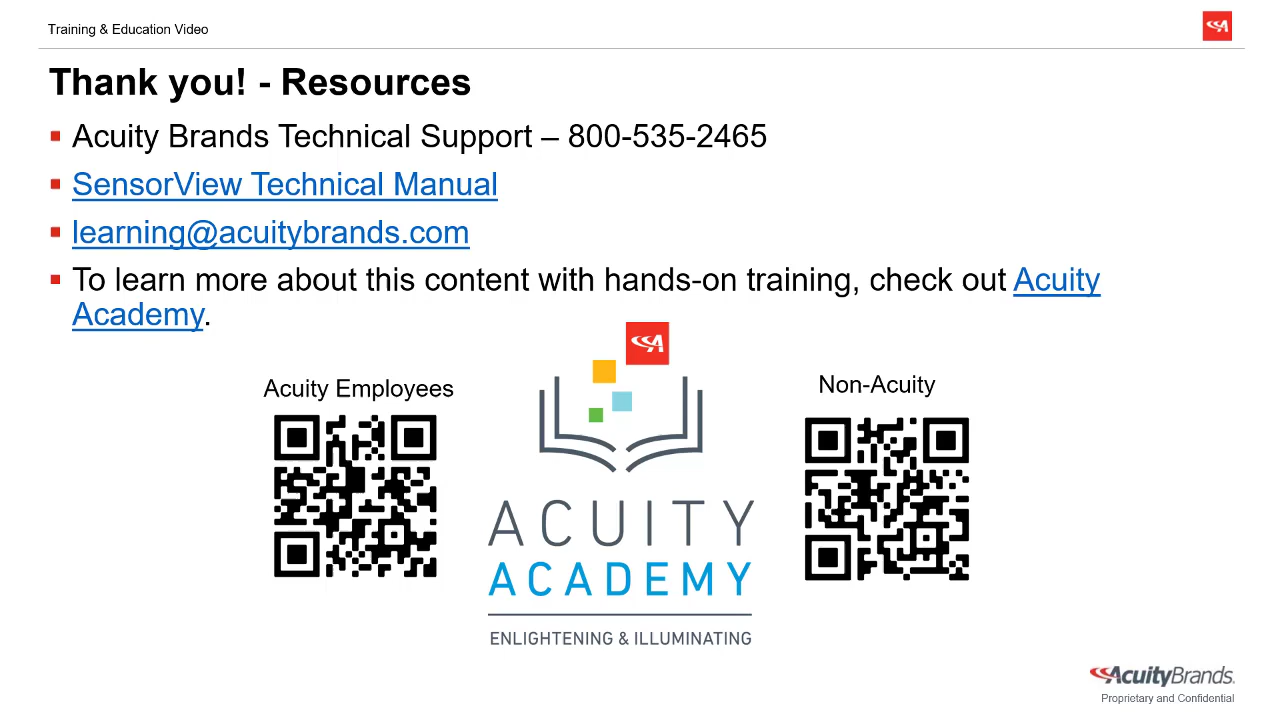 Training & Education Video
Thank you! - Resources
Acuity Brands Technical Support – 800-535-2465
SensorView Technical Manual
learning@acuitybrands.com
To learn more about this content with hands-on training, check out Acuity
Academy.
Acuity Employees
Non-Acuity
ACUITY
ACADEMY
ENLIGHTENING & ILLUMINATING
AcuityBrands.
Proprietary and Confidential